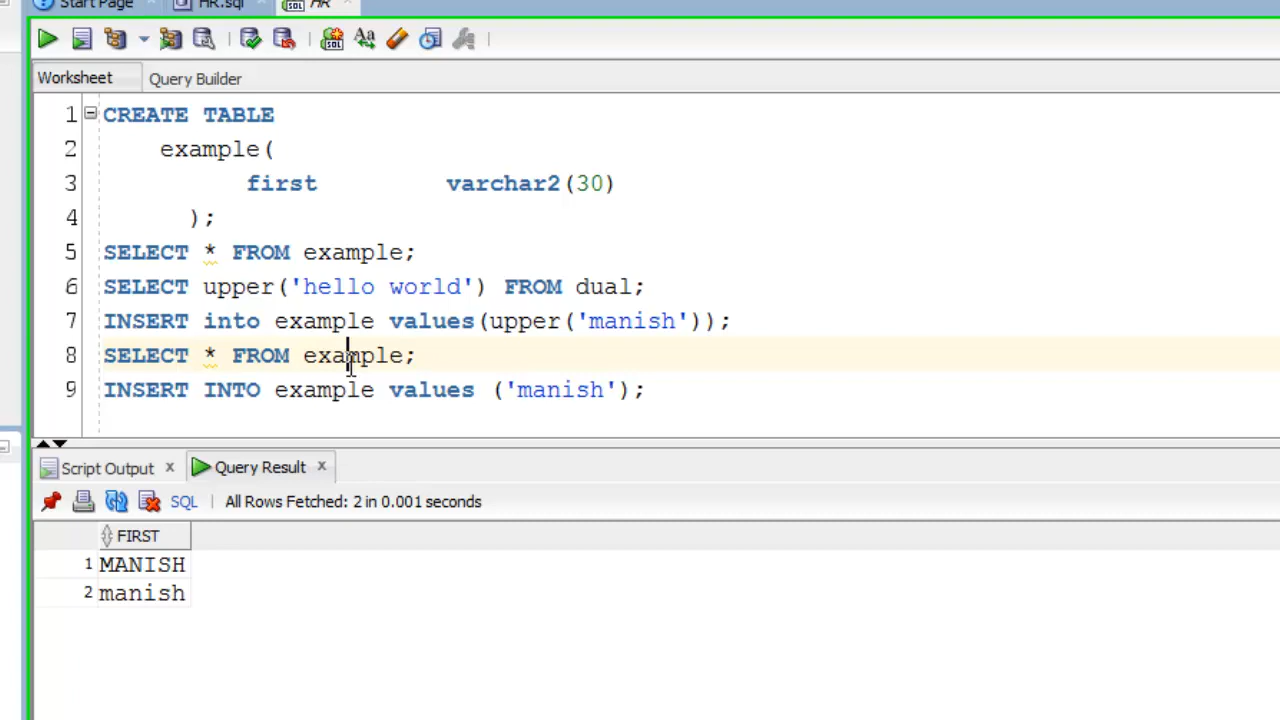 Start Page HR.sql HR
Worksheet Query Builder
1 CREATE TABLE
2 example(
3 first varchar2(30)
4 );
5 SELECT * FROM example;
6 SELECT upper('hello world') FROM dual;
7 INSERT into example values(upper('manish'));
8 SELECT * FROM example;
9 INSERT INTO example values ('manish');
Script Output x Query Result x
SQL All Rows Fetched: 2 in 0.001 seconds
FIRST
1 MANISH
2 manish